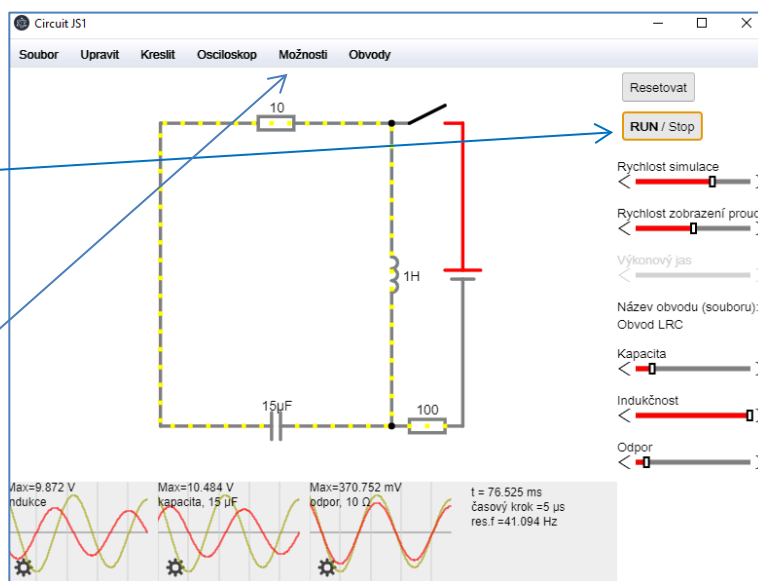 Circuit JS1
Soubor Upravit Kreslit Osciloskop Možnosti Obvody
Resetovat
RUN / Stop
Rychlost simulace
Rychlost zobrazení proud
Výkonový jas
Název obvodu (souboru):
Obvod LRC
Kapacita
Indukčnost
Odpor
10
1H
15µF
100
Max=9.872 V
ndukce
Max=10.484 V
kapacita, 15 µF
Max=370.752 mV
odpor, 10 Ω
t = 76.525 ms
časový krok =5 µs
res.f =41.094 Hz